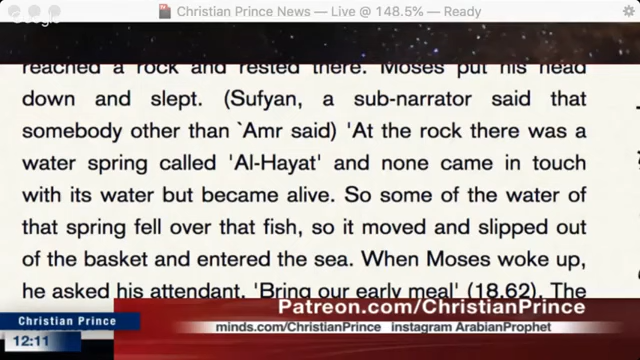 Christian Prince News — Live @ 148.5% — Ready
Google
reached a rock and rested there. Moses put his head
down and slept. (Sufyan, a sub-narrator said that
somebody other than `Amr said) 'At the rock there was a
water spring called 'Al-Hayat' and none came in touch
with its water but became alive. So some of the water of
that spring fell over that fish, so it moved and slipped out
of the basket and entered the sea. When Moses woke up,
he asked his attendant, 'Bring our early meal' (18.62). The
Patreon.com/ChristianPrince
Christian Prince
minds.com/ChristianPrince instagram ArabianProphet
12:11